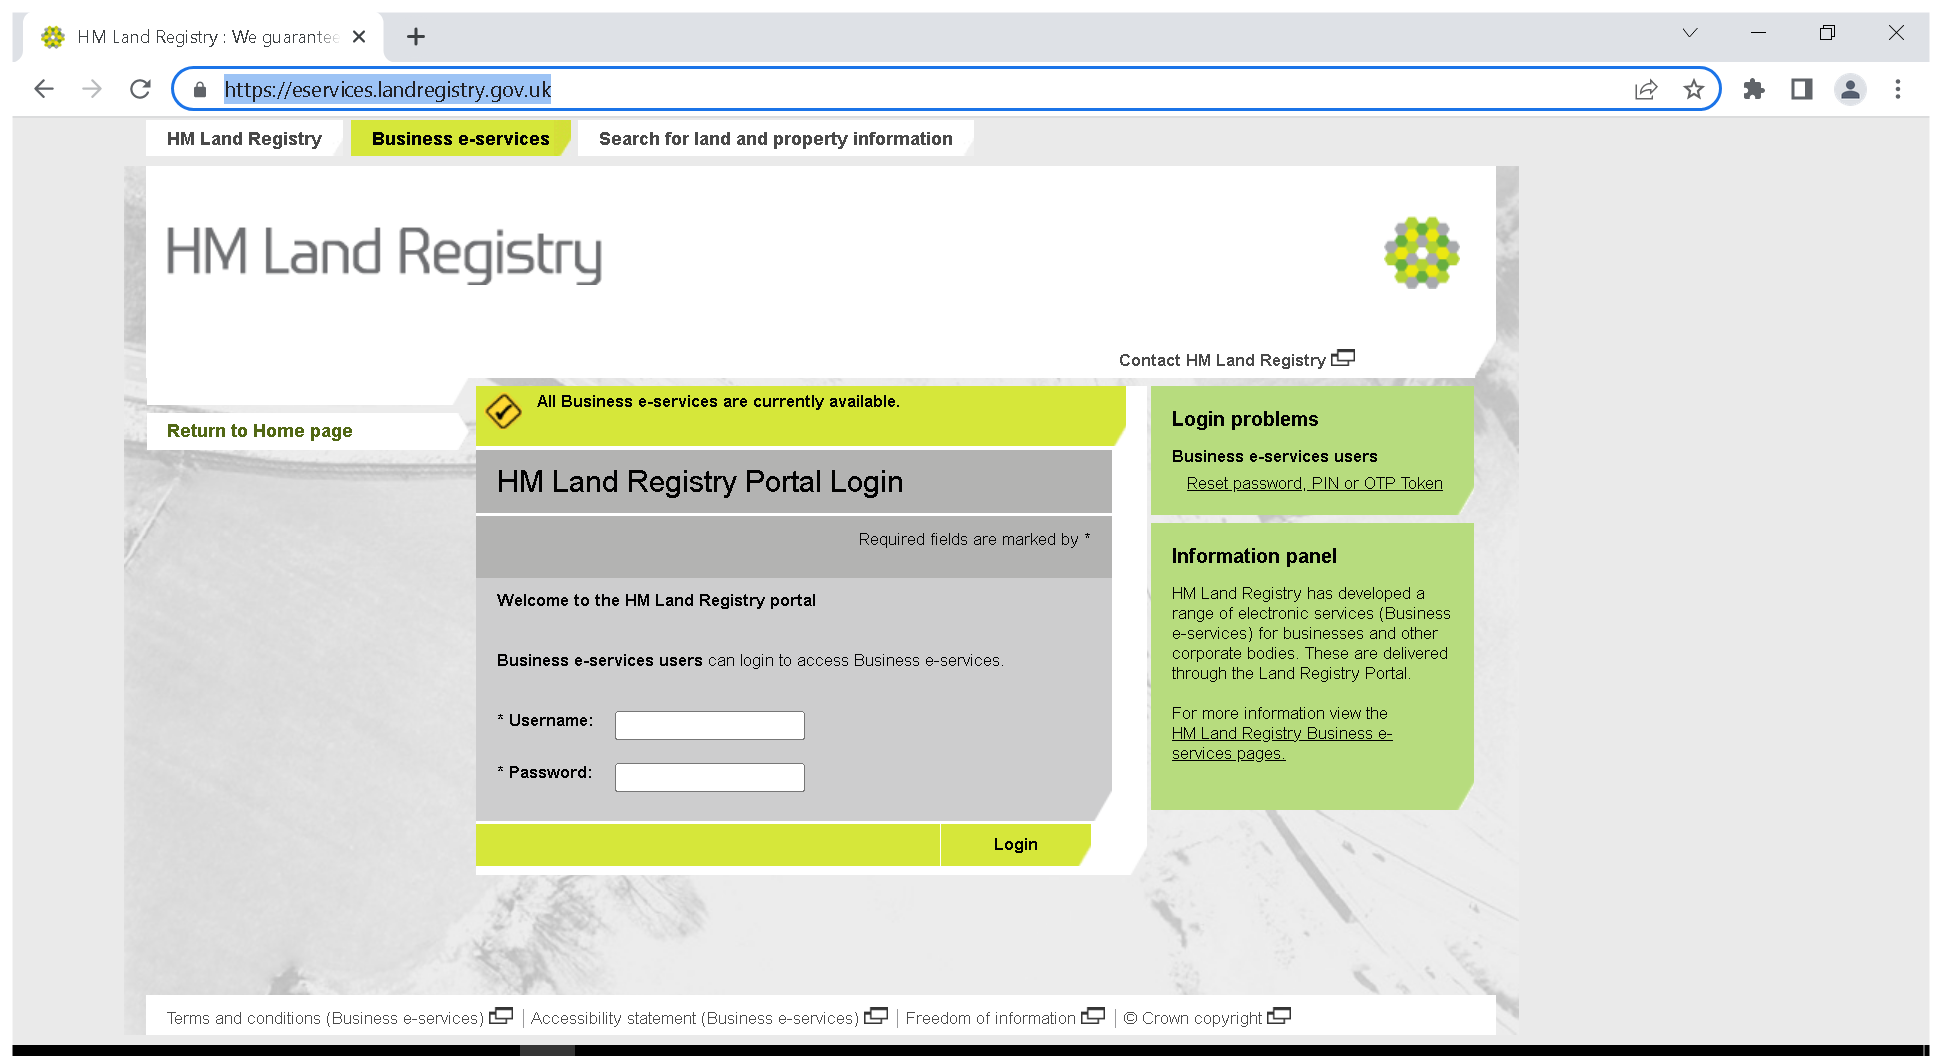 HM Land Registry : We guarantee
https://eservices.landregistry.gov.uk
HM Land Registry
Business e-services
Search for land and property information
HM Land Registry
Contact HM Land Registry
Return to Home page
All Business e-services are currently available.
HM Land Registry Portal Login
Required fields are marked by *
Welcome to the HM Land Registry portal
Business e-services users can login to access Business e-services.
* Username:
* Password:
Login
Login problems
Business e-services users
Reset password, PIN or OTP Token
Information panel
HM Land Registry has developed a
range of electronic services (Business
e-services) for businesses and other
corporate bodies. These are delivered
through the Land Registry Portal.
For more information view the
HM Land Registry Business e-
services pages.
Terms and conditions (Business e-services)
Accessibility statement (Business e-services)
Freedom of information
© Crown copyright